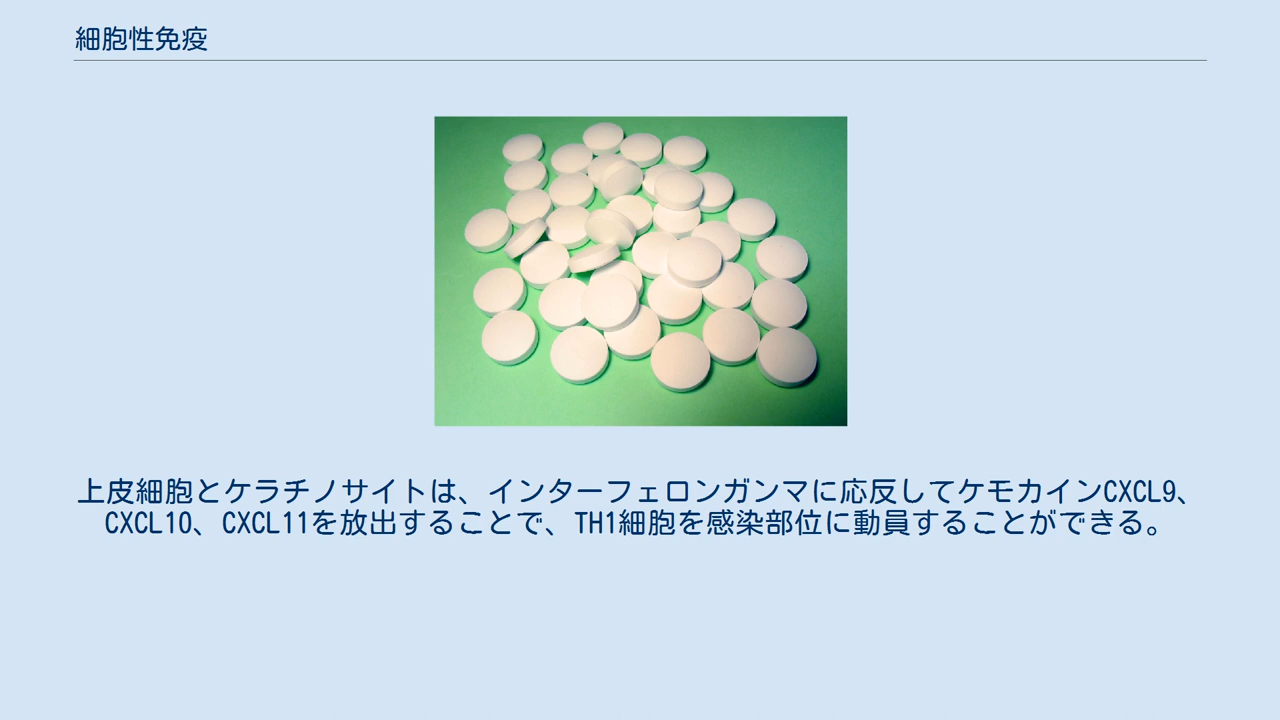 細胞性免疫
上皮細胞とケラチノサイトは、インターフェロンガンマに応反してケモカインCXCL9、
CXCL10、CXCL11を放出することで、TH1細胞を感染部位に動員することができる。